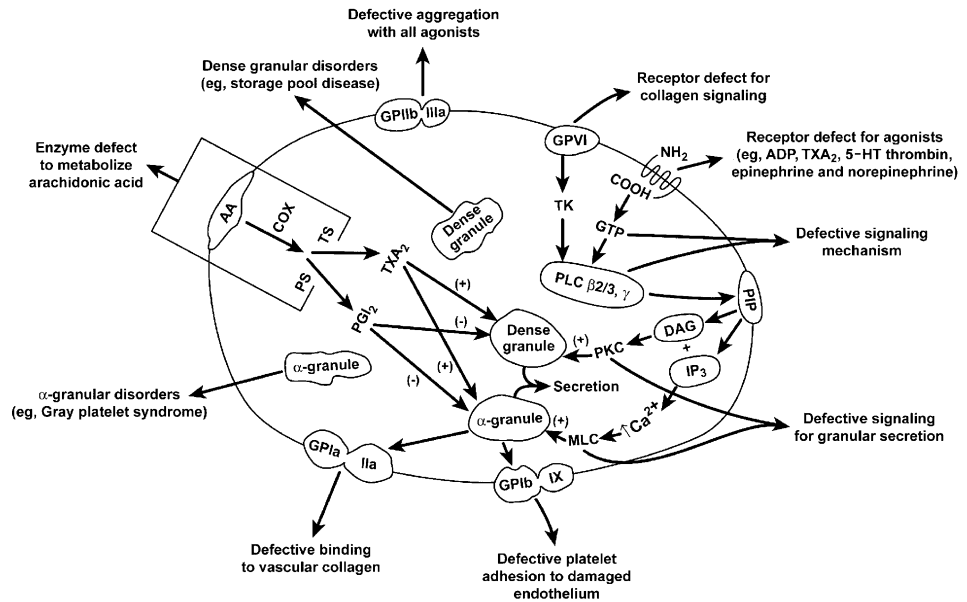 Defective aggregation
with all agonists
Dense granular disorders
(eg, storage pool disease)
Receptor defect for
collagen signaling
GPIIb IIIa
GPVI
Enzyme defect
to metabolize
arachidonic acid
NH2
Receptor defect for agonists
(eg, ADP, TXA2, 5-HT thrombin,
epinephrine and norepinephrine)
COOH
AA
COX
TS
PS
TXA2
PGI2
Dense
granule
TK
GTP
Defective signaling
mechanism
PLC β2/3, γ
PIP
(+)
(-)
Dense
granule
(+)
PKC
DAG
+
IP3
α-granule
(-)
(+)
Secretion
α-granular disorders
(eg, Gray platelet syndrome)
α-granule
(+)
MLC
↑Ca2+
Defective signaling
for granular secretion
GPIa IIa
GPIb IX
Defective binding
to vascular collagen
Defective platelet
adhesion to damaged
endothelium